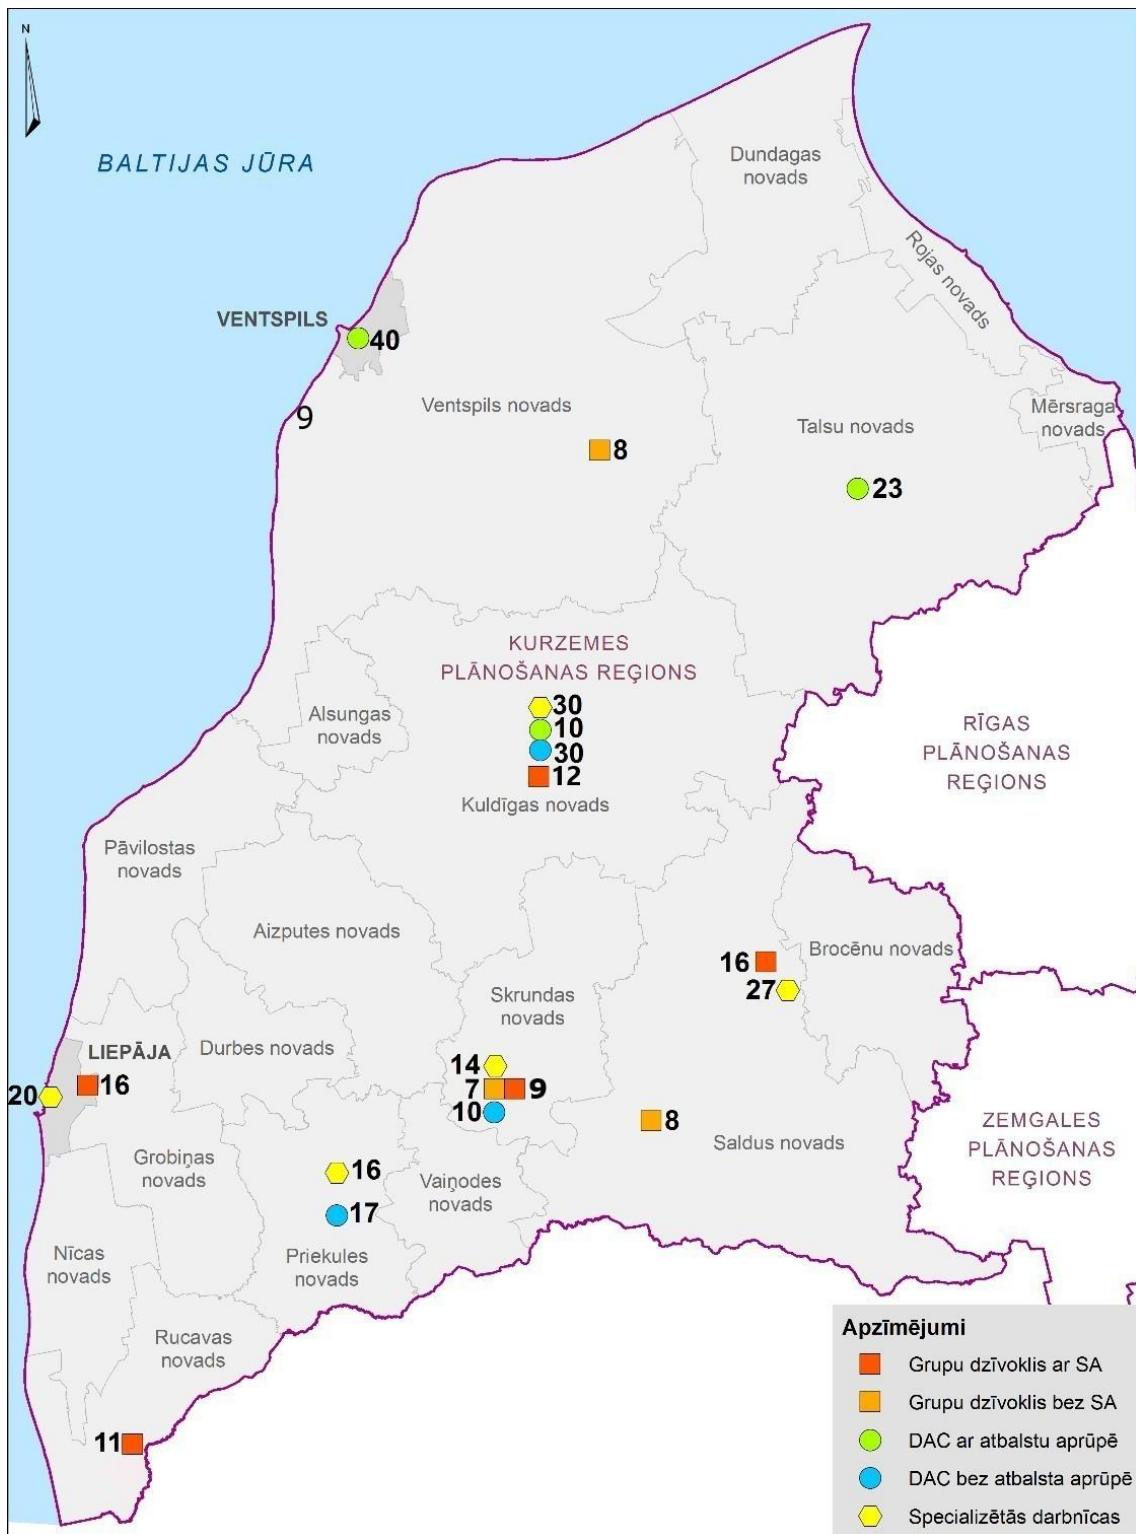 N
BALTIJAS JŪRA
Dundagas
novads
Rojas novads
VENTSPILS
40
9
Ventspils novads
8
Talsu novads
Mērsraga
novads
23
KURZEMES
PLĀNOŠANAS REĢIONS
30
10
30
12
Kuldīgas novads
Alsungas
novads
RĪGAS
PLĀNOŠANAS
REĢIONS
Pāvilostas
novads
Aizputes novads
Brocēnu novads
16
27
Skrundas
novads
LIEPĀJA
16
20
Durbes novads
14
7
9
10
8
Saldus novads
ZEMGALES
PLĀNOŠANAS
REĢIONS
Grobiņas
novads
16
17
Vaiņodes
novads
Nīcas
novads
Priekules
novads
Rucavas
novads
11
Apzīmējumi
Grupu dzīvoklis ar SA
Grupu dzīvoklis bez SA
DAC ar atbalstu aprūpē
DAC bez atbalsta aprūpē
Specializētās darbnīcas